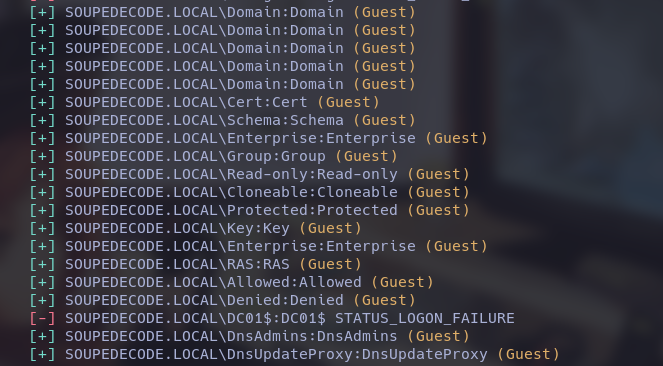 [+] SOUPEDECODE.LOCAL\Domain:Domain (Guest)
[+] SOUPEDECODE.LOCAL\Domain:Domain (Guest)
[+] SOUPEDECODE.LOCAL\Domain:Domain (Guest)
[+] SOUPEDECODE.LOCAL\Domain:Domain (Guest)
[+] SOUPEDECODE.LOCAL\Domain:Domain (Guest)
[+] SOUPEDECODE.LOCAL\Cert:Cert (Guest)
[+] SOUPEDECODE.LOCAL\Schema:Schema (Guest)
[+] SOUPEDECODE.LOCAL\Enterprise:Enterprise (Guest)
[+] SOUPEDECODE.LOCAL\Group:Group (Guest)
[+] SOUPEDECODE.LOCAL\Read-only:Read-only (Guest)
[+] SOUPEDECODE.LOCAL\Cloneable:Cloneable (Guest)
[+] SOUPEDECODE.LOCAL\Protected:Protected (Guest)
[+] SOUPEDECODE.LOCAL\Key:Key (Guest)
[+] SOUPEDECODE.LOCAL\Enterprise:Enterprise (Guest)
[+] SOUPEDECODE.LOCAL\RAS:RAS (Guest)
[+] SOUPEDECODE.LOCAL\Allowed:Allowed (Guest)
[+] SOUPEDECODE.LOCAL\Denied:Denied (Guest)
[-] SOUPEDECODE.LOCAL\DC01$:DC01$ STATUS_LOGON_FAILURE
[+] SOUPEDECODE.LOCAL\DnsAdmins:DnsAdmins (Guest)
[+] SOUPEDECODE.LOCAL\DnsUpdateProxy:DnsUpdateProxy (Guest)